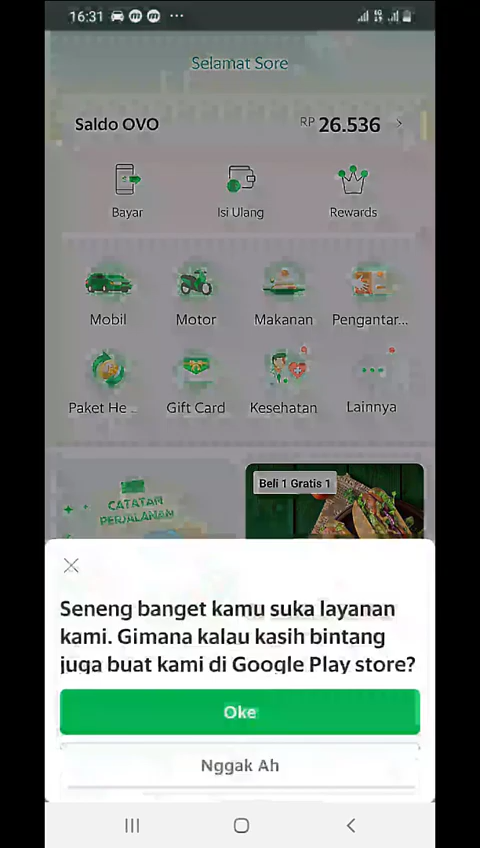 16:31
Selamat Sore
Saldo OVO RP 26.536
Bayar Isi Ulang Rewards
Mobil Motor Makanan Pengantar...
Paket He... Gift Card Kesehatan Lainnya
Beli 1 Gratis 1
CATATAN
PERJALANAN
Seneng banget kamu suka layanan
kami. Gimana kalau kasih bintang
juga buat kami di Google Play store?
Oke
Nggak Ah